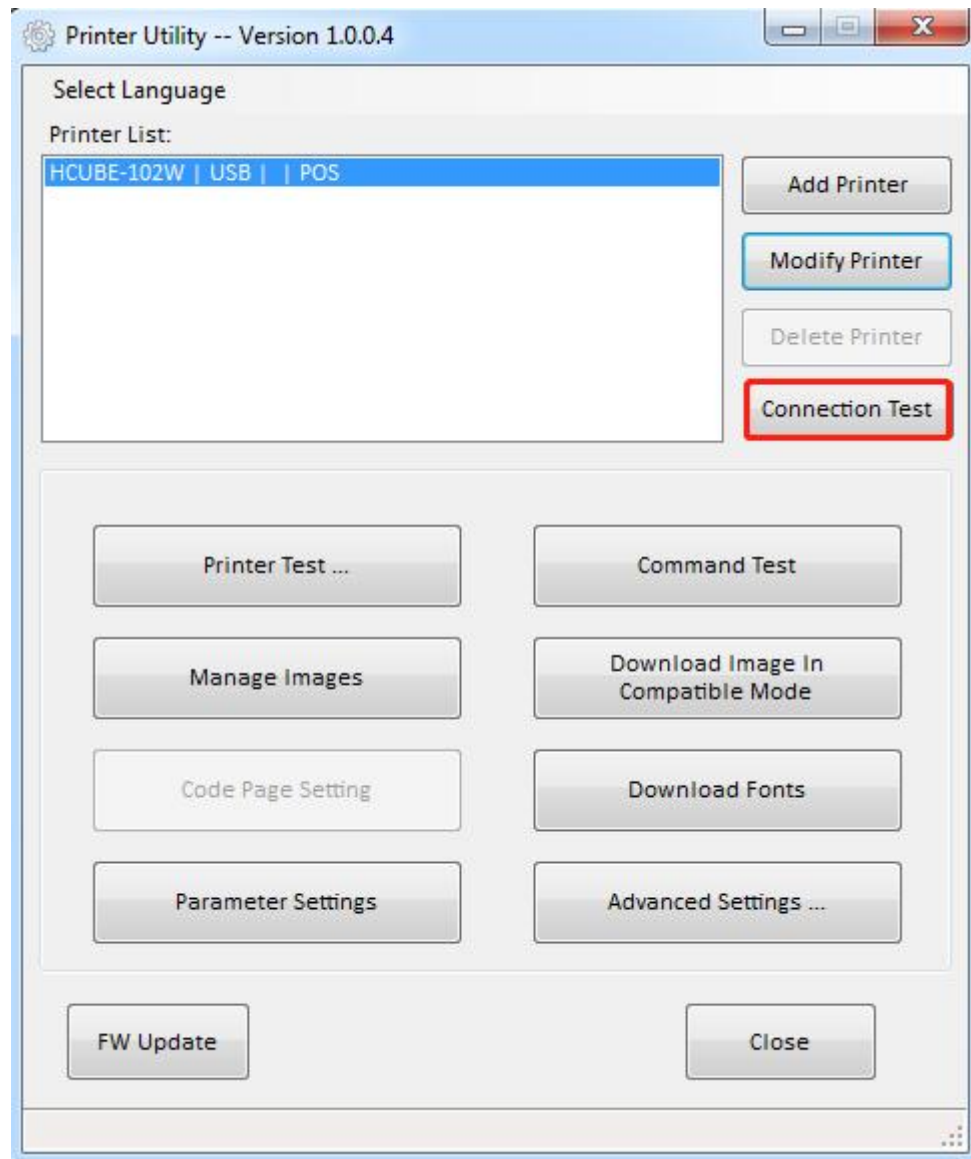 Printer Utility -- Version 1.0.0.4
Select Language
Printer List:
HCUBE-102W | USB | | POS
Add Printer
Modify Printer
Delete Printer
Connection Test
Printer Test ...
Command Test
Manage Images
Download Image In
Compatible Mode
Code Page Setting
Download Fonts
Parameter Settings
Advanced Settings ...
FW Update
Close